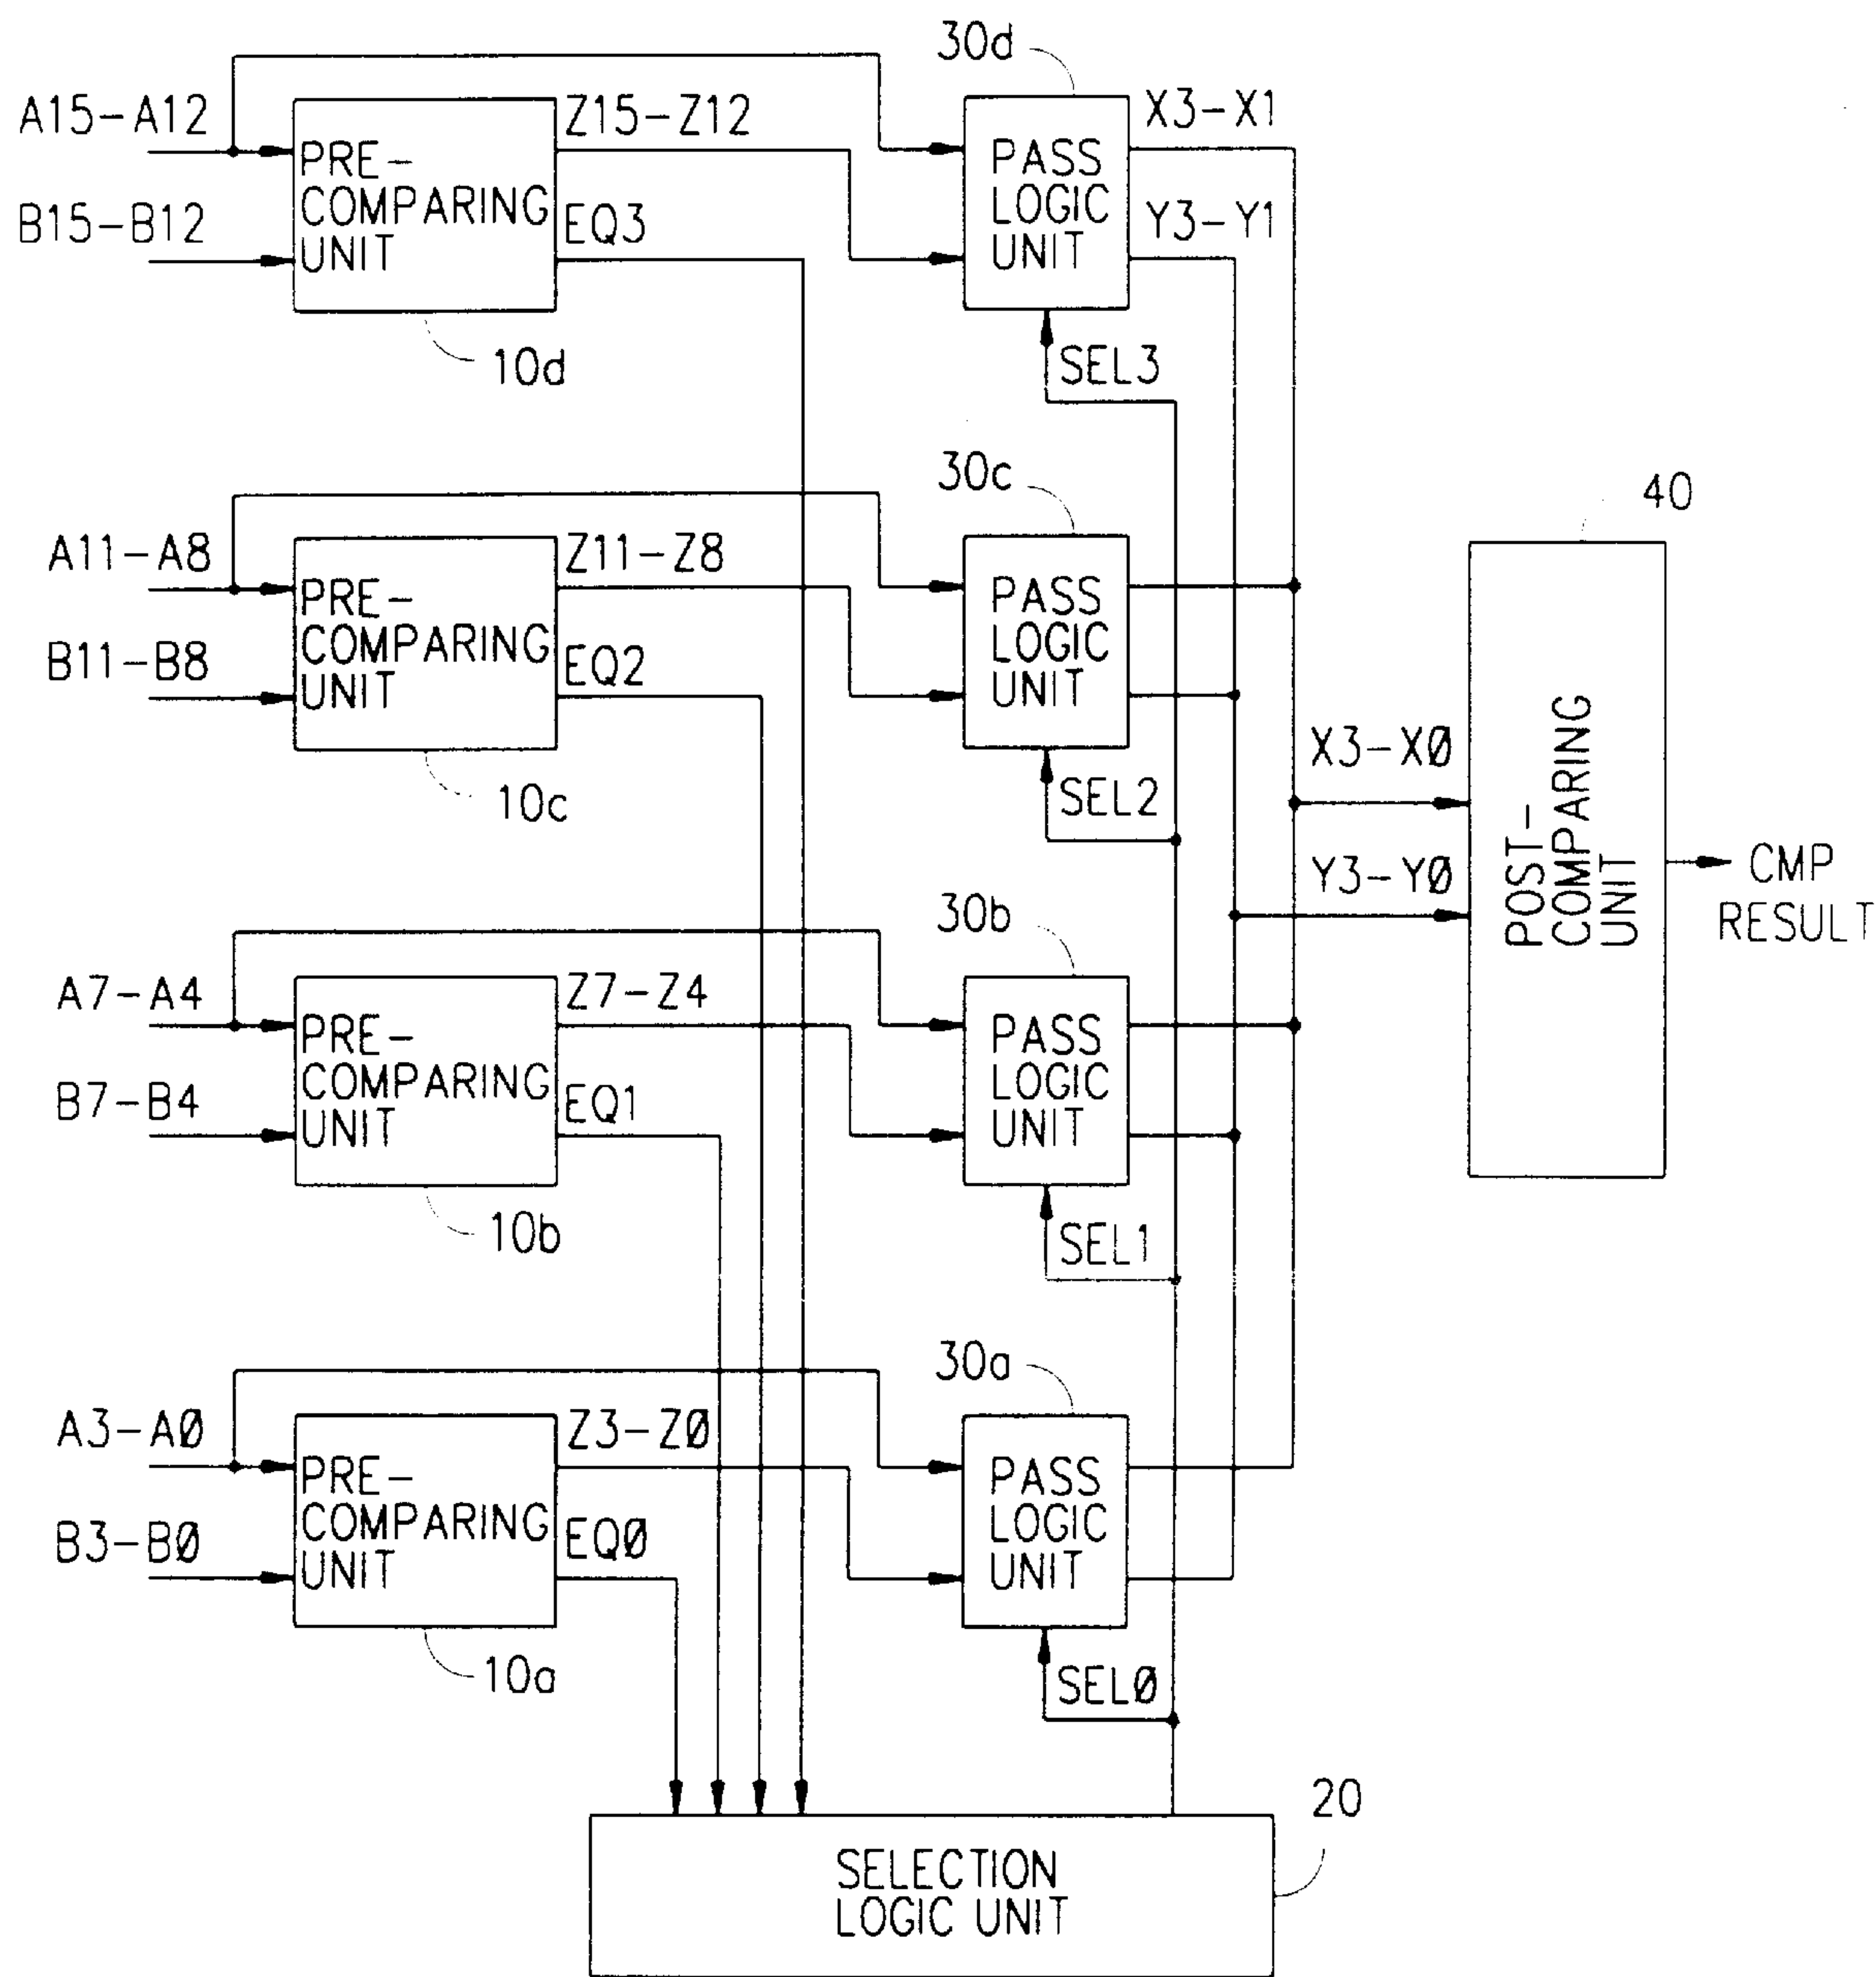 30d
A15-A12
Z15-Z12
X3-X1
PRE-
COMPARING
UNIT
PASS
LOGIC
UNIT
B15-B12
EQ3
Y3-Y1
10d
SEL3
30c
40
A11-A8
Z11-Z8
PRE-
COMPARING
UNIT
PASS
LOGIC
UNIT
B11-B8
EQ2
10c
SEL2
X3-XØ
Y3-YØ
POST-
COMPARING
UNIT
CMP
RESULT
30b
A7-A4
Z7-Z4
PRE-
COMPARING
UNIT
PASS
LOGIC
UNIT
B7-B4
EQ1
10b
SEL1
30a
A3-AØ
Z3-ZØ
PRE-
COMPARING
UNIT
PASS
LOGIC
UNIT
B3-BØ
EQØ
10a
SELØ
20
SELECTION
LOGIC UNIT